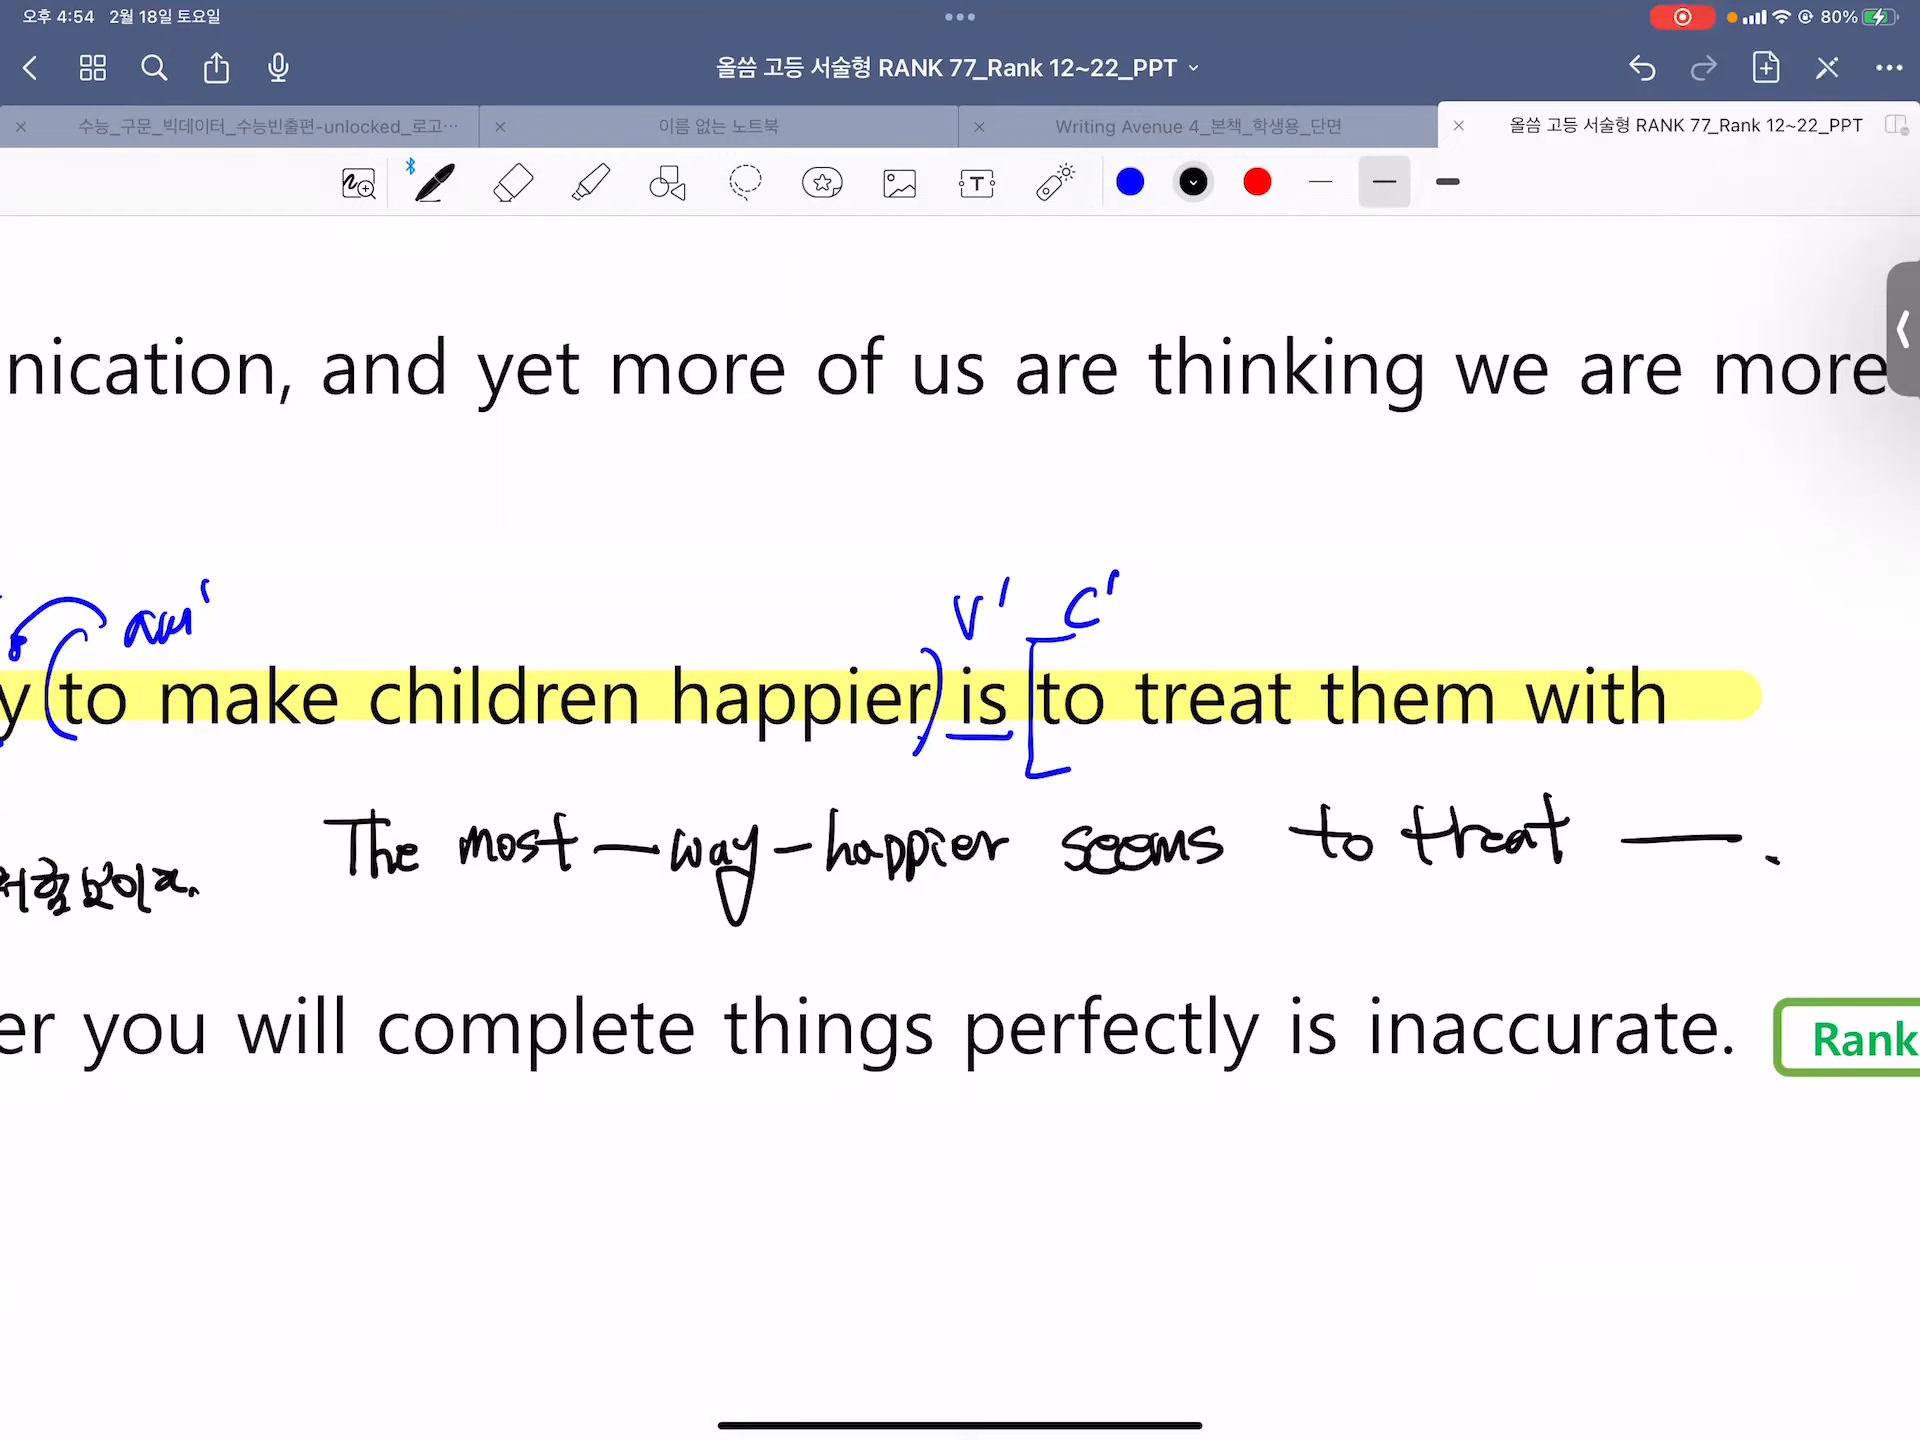 오후 4:54 2월 18일 토요일 80%
올씀 고등 서술형 RANK 77_Rank 12~22_PPT
수능_구문_빅데이터_수능빈출편-unlocked_로고… 이름 없는 노트북 Writing Avenue 4_본책_학생용_단면 올씀 고등 서술형 RANK 77_Rank 12~22_PPT
nication, and yet more of us are thinking we are more
V' C'
y (to make children happier) is [to treat them with
The most — way — happier seems to treat — .
처럼 보이지.
er you will complete things perfectly is inaccurate. Rank